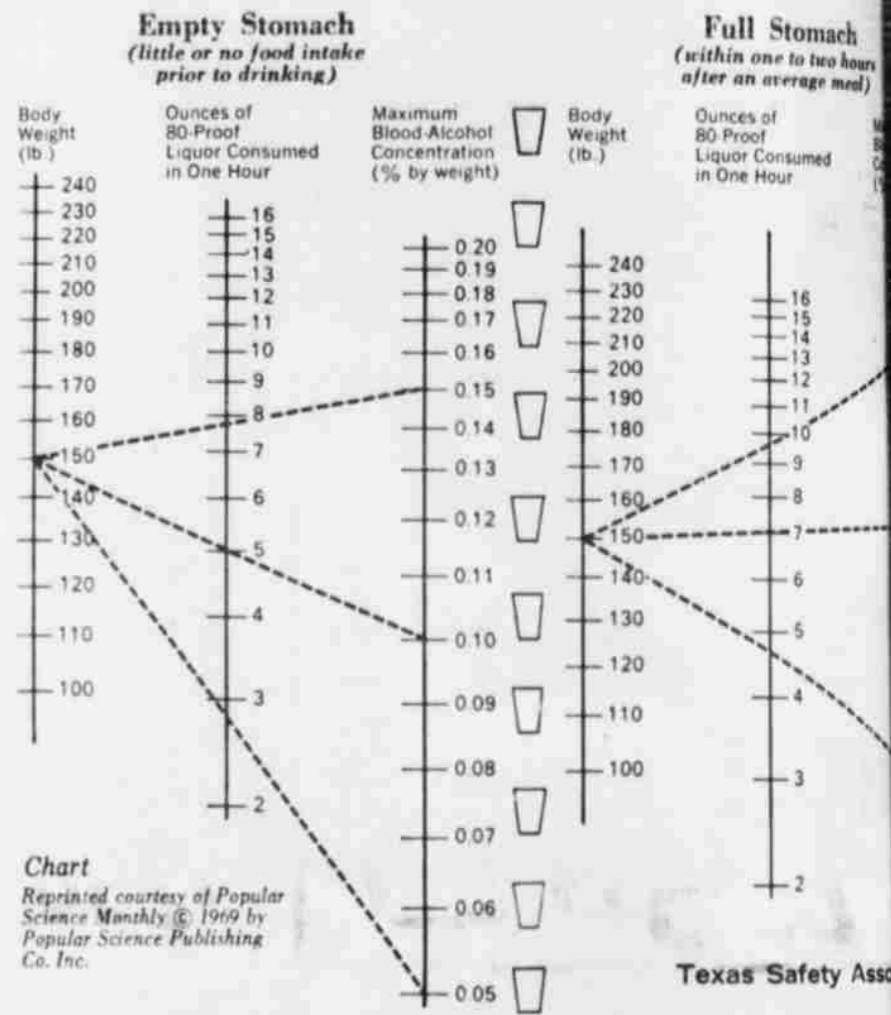 Empty Stomach
(little or no food intake
prior to drinking)
Body
Weight
(lb.)
Ounces of
80-Proof
Liquor Consumed
in One Hour
Maximum
Blood-Alcohol
Concentration
(% by weight)
240
230
220
210
200
190
180
170
160
150
140
130
120
110
100
16
15
14
13
12
11
10
9
8
7
6
5
4
3
2
0.20
0.19
0.18
0.17
0.16
0.15
0.14
0.13
0.12
0.11
0.10
0.09
0.08
0.07
0.06
0.05
Full Stomach
(within one to two hours
after an average meal)
Body
Weight
(lb.)
Ounces of
80-Proof
Liquor Consumed
in One Hour
240
230
220
210
200
190
180
170
160
150
140
130
120
110
100
16
15
14
13
12
11
10
9
8
7
6
5
4
3
2
Chart
Reprinted courtesy of Popular
Science Monthly © 1969 by
Popular Science Publishing
Co. Inc.
Texas Safety Asso